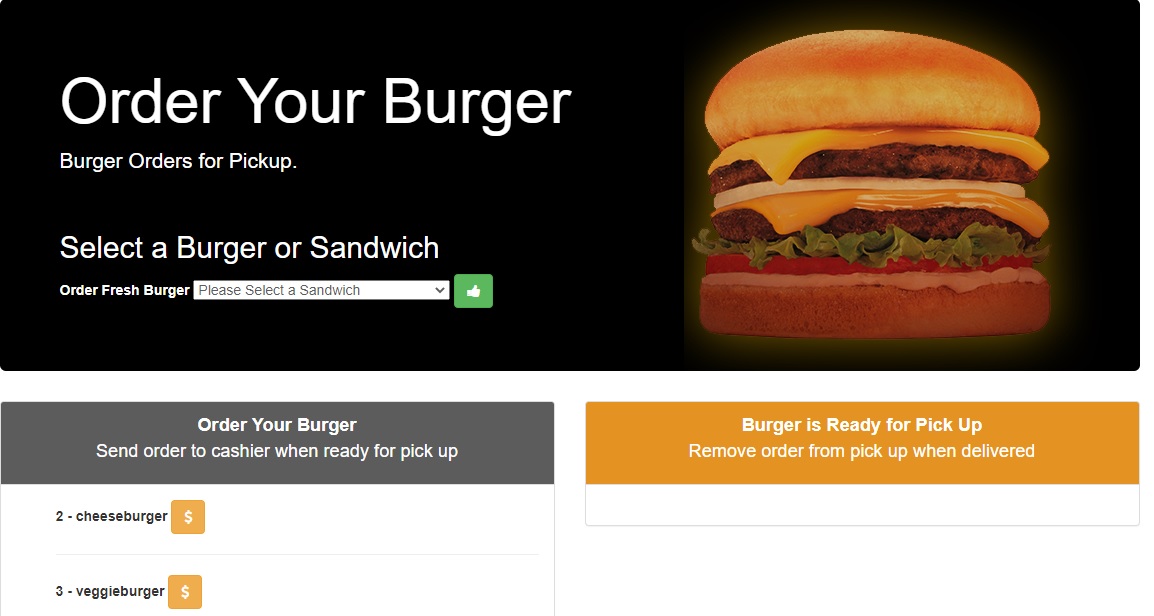 Order Your Burger
Burger Orders for Pickup.
Select a Burger or Sandwich
Order Fresh Burger Please Select a Sandwich
Order Your Burger
Send order to cashier when ready for pick up
2 - cheeseburger $
3 - veggieburger $
Burger is Ready for Pick Up
Remove order from pick up when delivered